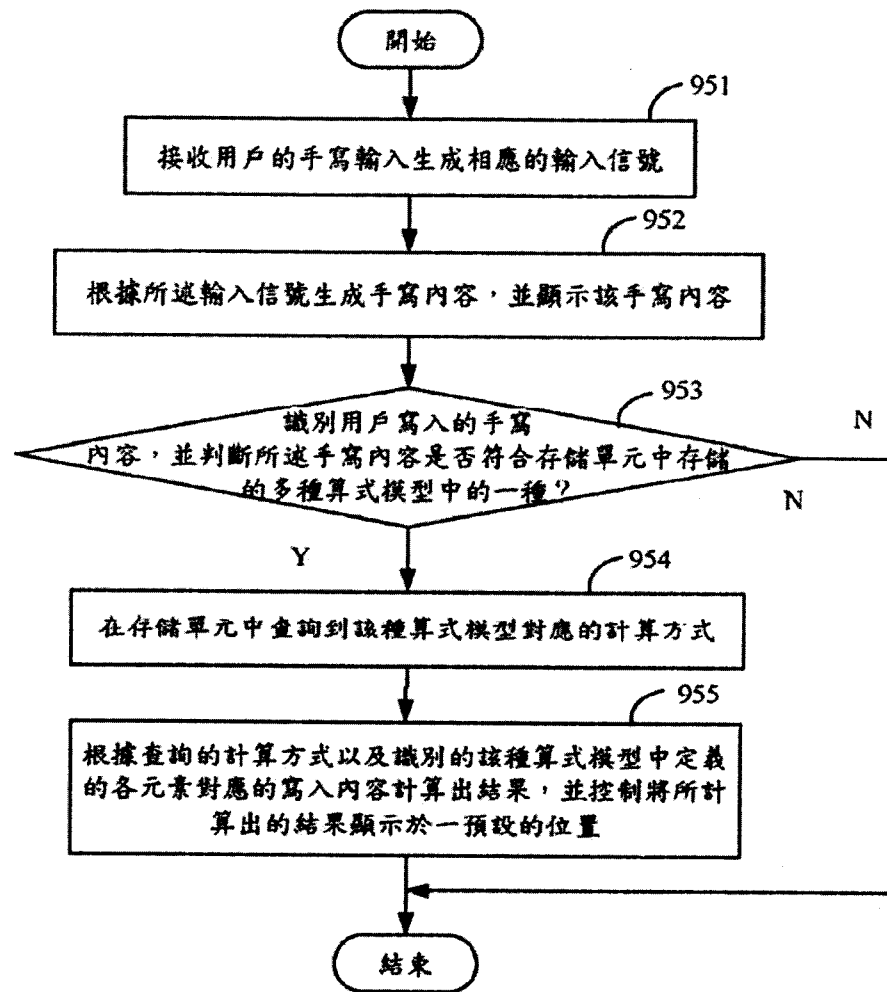 開始
951
接收用戶的手寫輸入生成相應的輸入信號
952
根據所述輸入信號生成手寫內容，並顯示該手寫內容
953
識別用戶寫入的手寫
內容，並判斷所述手寫內容是否符合存儲單元中存儲
的多種算式模型中的一種？
N
N
Y
954
在存儲單元中查詢到該種算式模型對應的計算方式
955
根據查詢的計算方式以及識別的該種算式模型中定義
的各元素對應的寫入內容計算出結果，並控制將所計
算出的結果顯示於一預設的位置
結束